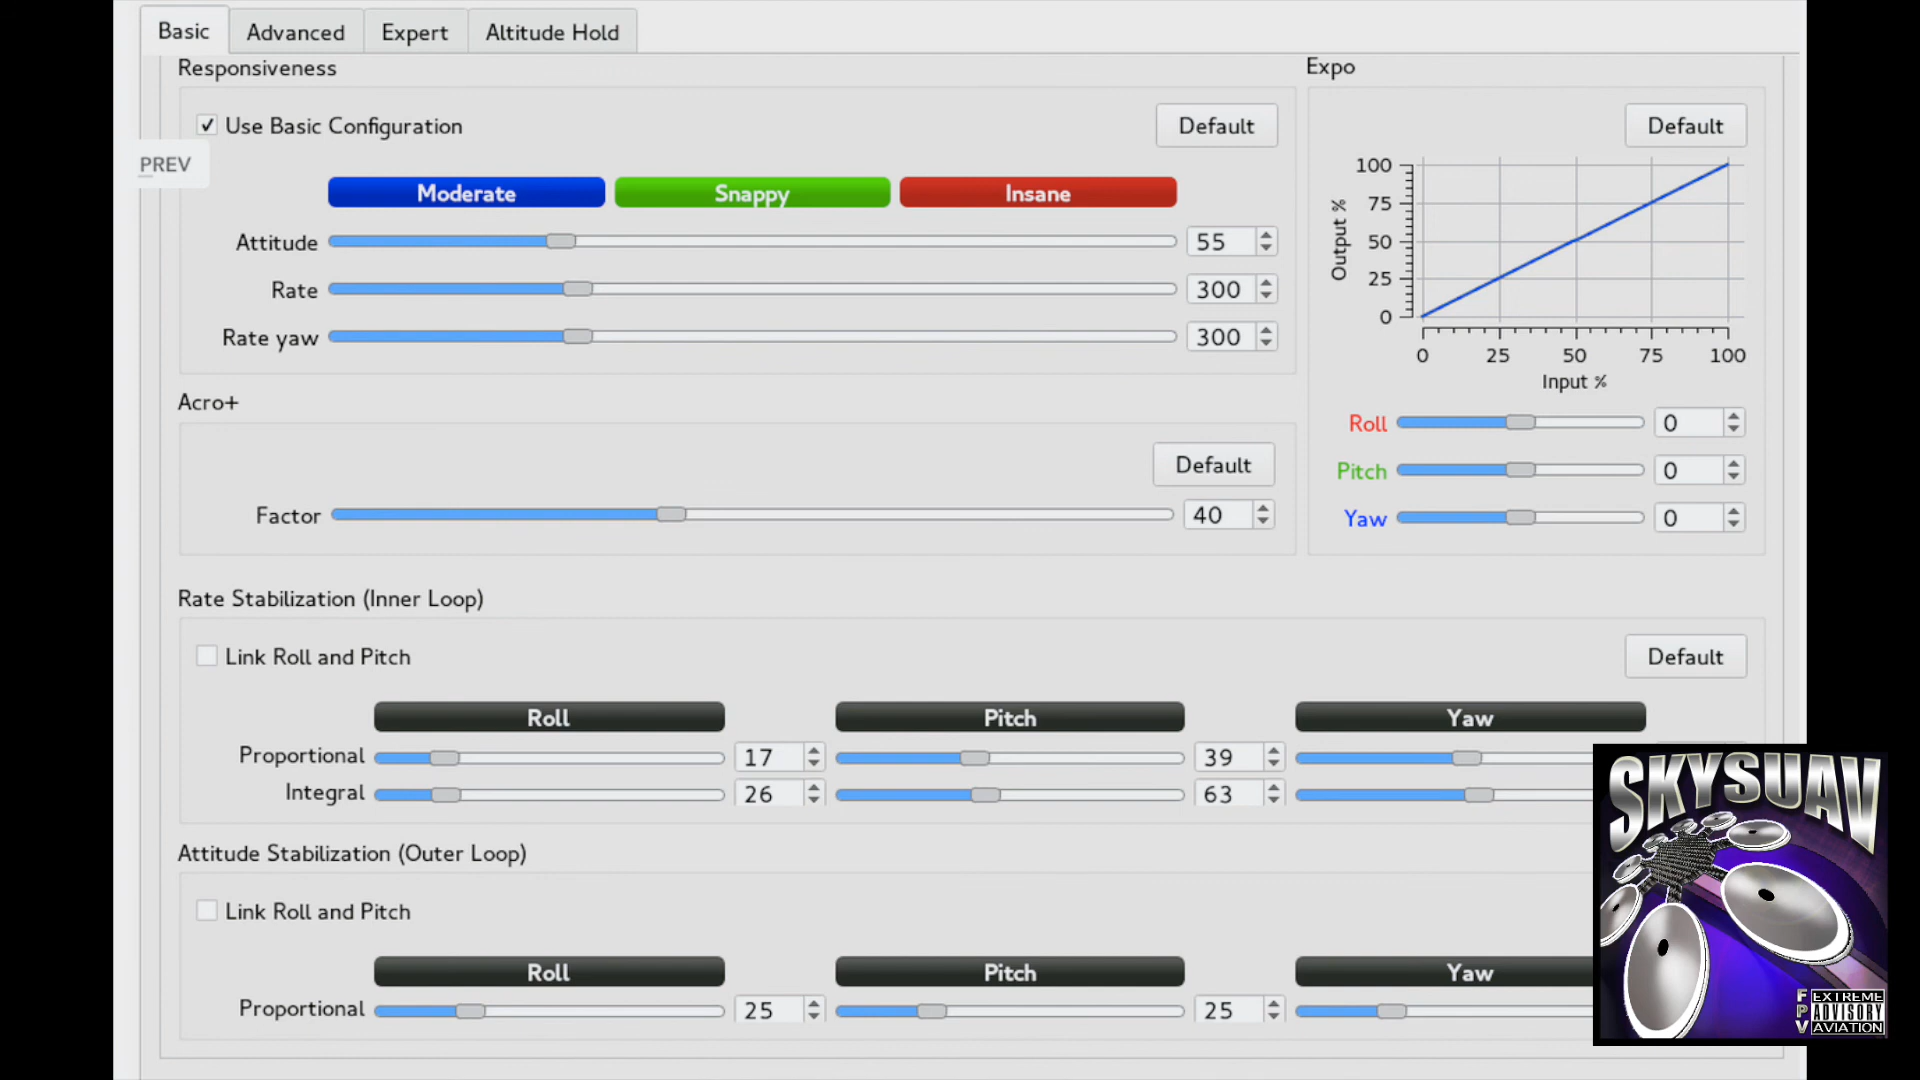 Basic Advanced Expert Altitude Hold
Responsiveness
Use Basic Configuration Default
PREV
Moderate Snappy Insane
Attitude 55
Rate 300
Rate yaw 300
Expo
Default
Output %
100
75
50
25
0
0 25 50 75 100
Input %
Roll 0
Pitch 0
Yaw 0
Acro+
Default
Factor 40
Rate Stabilization (Inner Loop)
Link Roll and Pitch Default
Roll Pitch Yaw
Proportional 17 39
Integral 26 63
Attitude Stabilization (Outer Loop)
Link Roll and Pitch
Roll Pitch Yaw
Proportional 25 25
SKYSUAV
FPV
EXTREME
ADVISORY
AVIATION